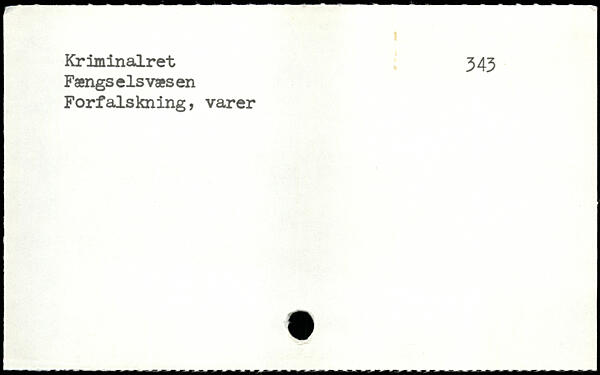 Kriminalret 343
Fængselsvæsen
Forfalskning, varer